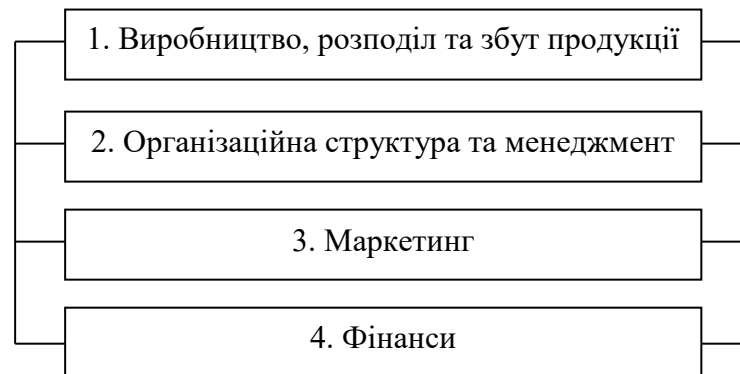 1. Виробництво, розподіл та збут продукції
2. Організаційна структура та менеджмент
3. Маркетинг
4. Фінанси